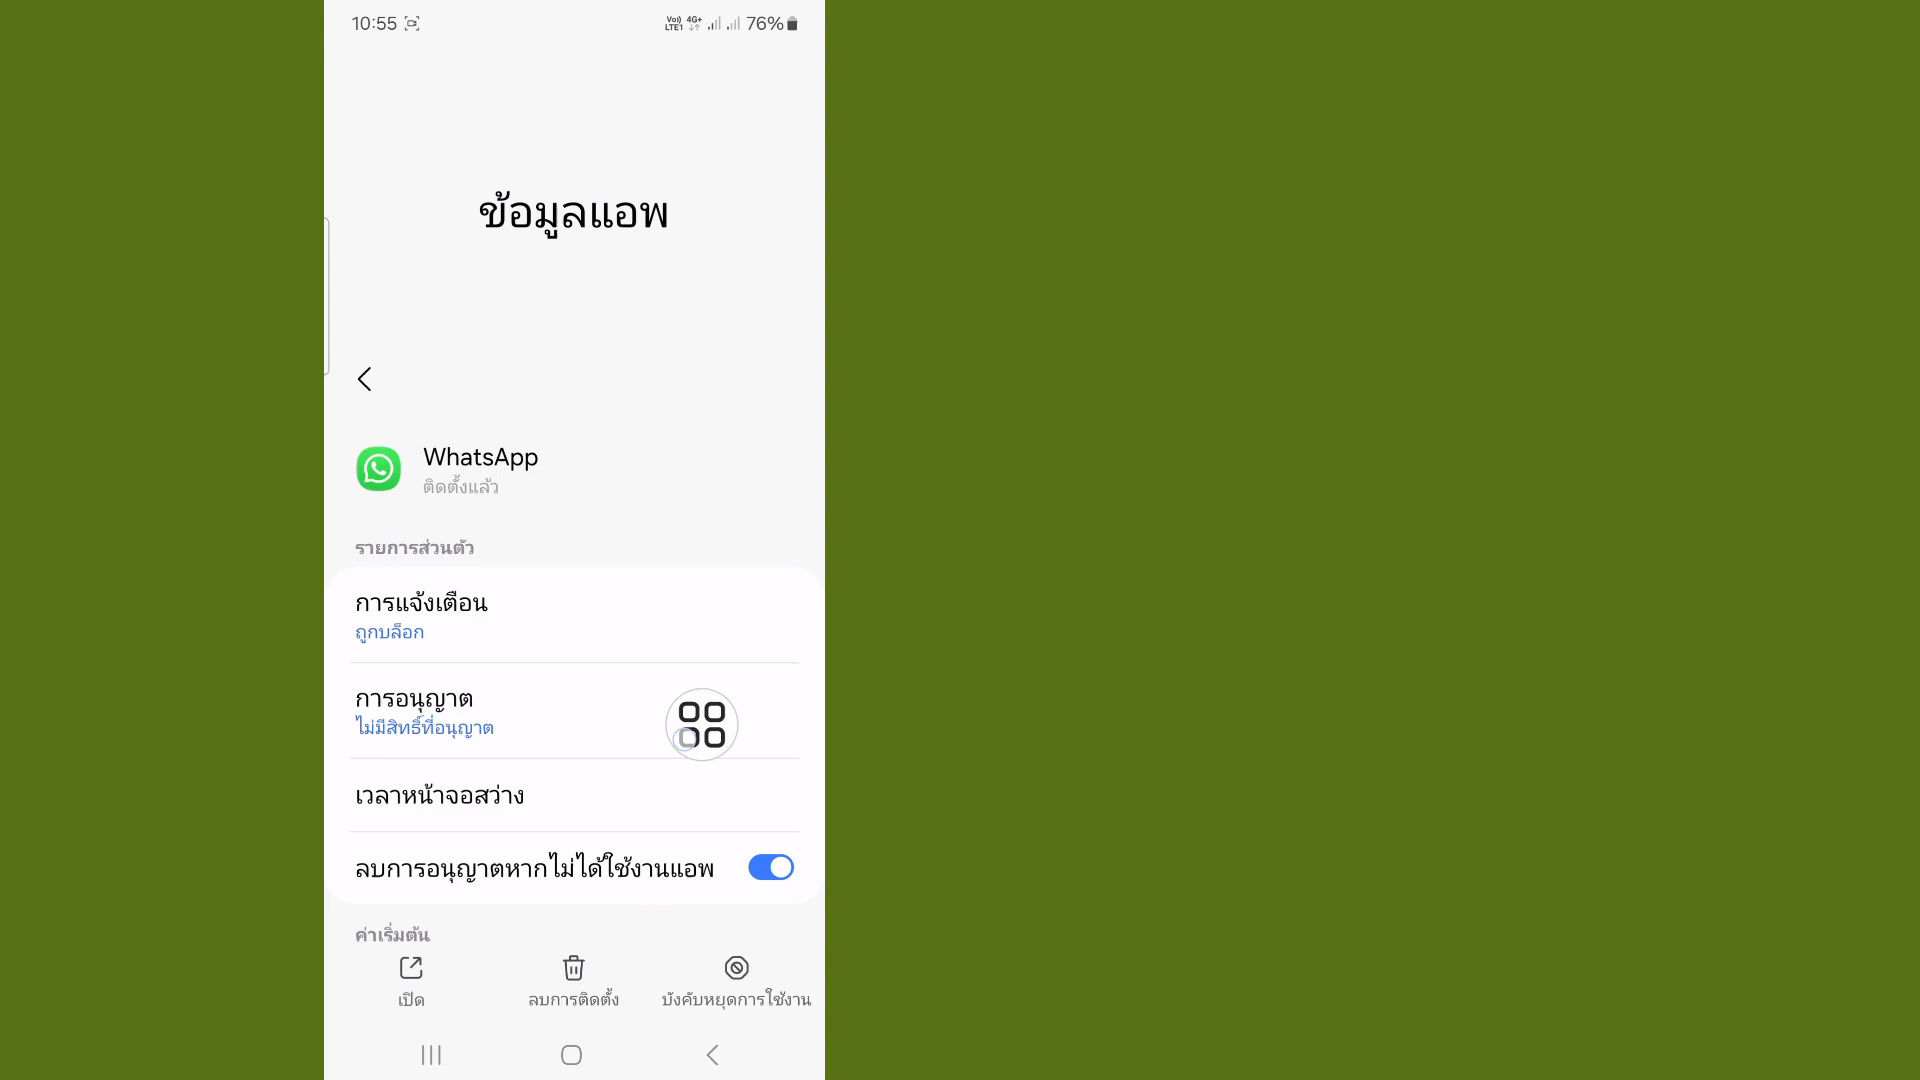 10:55 Vo)) LTE1 4G+ 76%
ข้อมูลแอพ
WhatsApp
ติดตั้งแล้ว
รายการส่วนตัว
การแจ้งเตือน
ถูกบล็อก
การอนุญาต
ไม่มีสิทธิ์ที่อนุญาต
เวลาหน้าจอสว่าง
ลบการอนุญาตหากไม่ได้ใช้งานแอพ
ค่าเริ่มต้น
เปิด ลบการติดตั้ง บังคับหยุดการใช้งาน